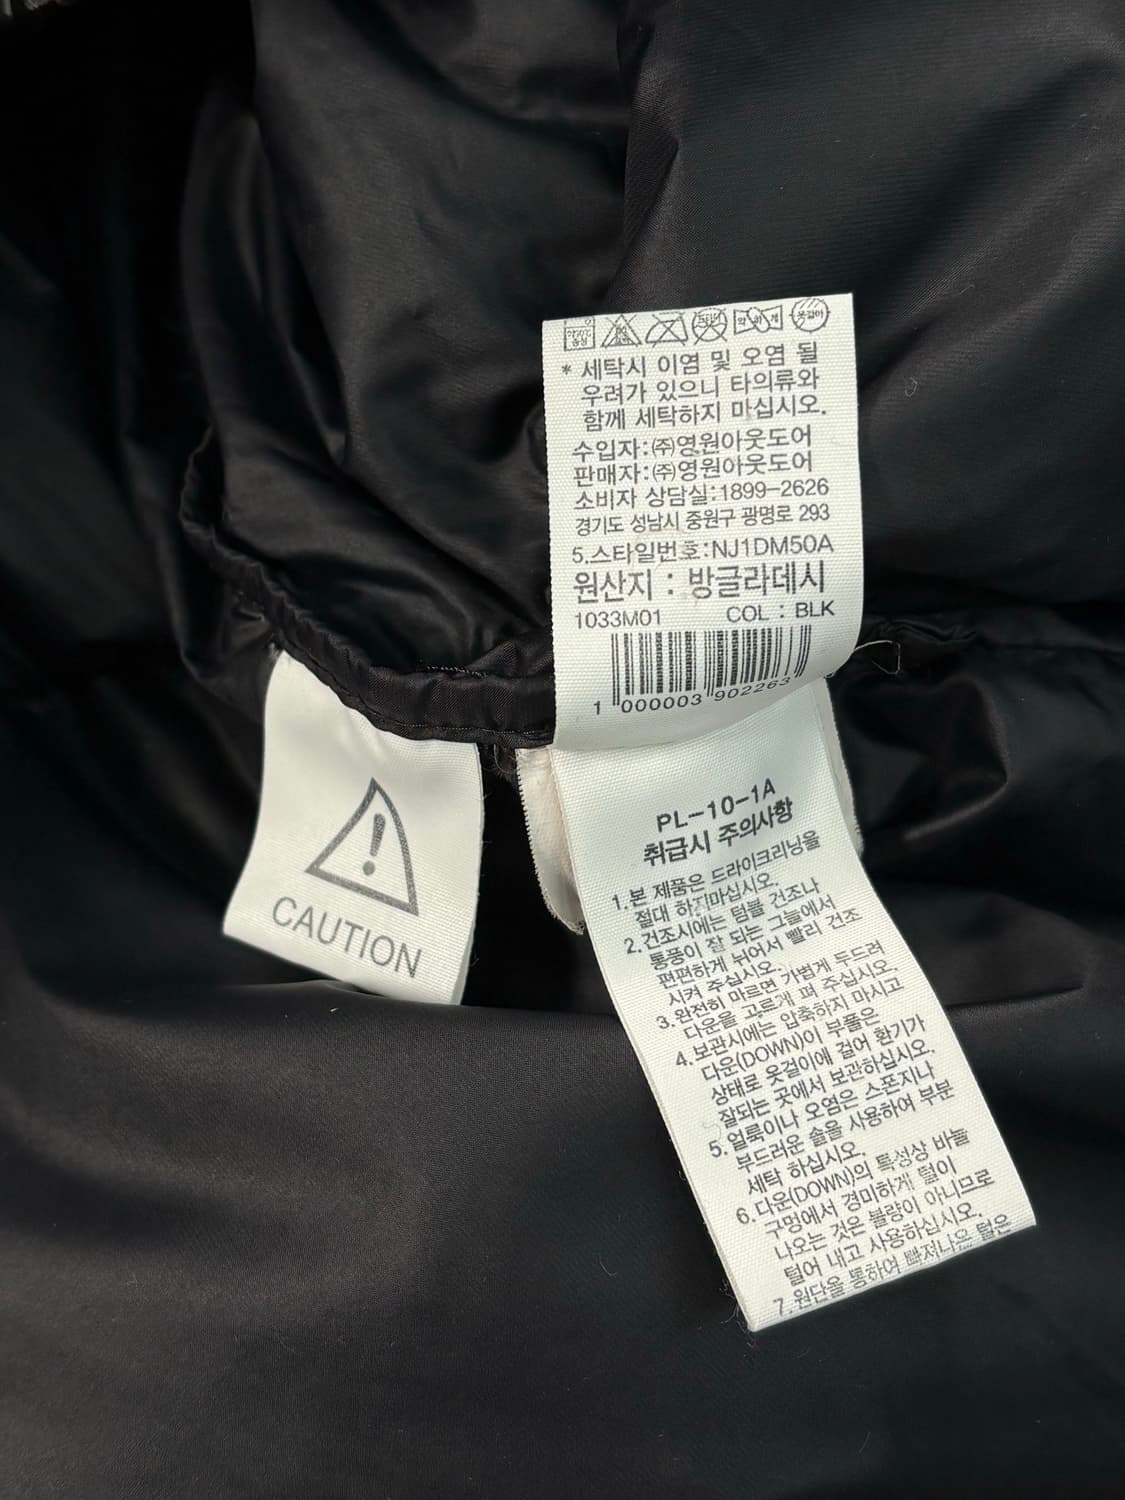 약하게
옷걸이
* 세탁시 이염 및 오염 될
우려가 있으니 타의류와
함께 세탁하지 마십시오.
수입자:㈜영원아웃도어
판매자:㈜영원아웃도어
소비자 상담실:1899-2626
경기도 성남시 중원구 광명로 293
5.스타일번호:NJ1DM50A
원산지 : 방글라데시
1033M01 COL : BLK
1 000003 902263
CAUTION
PL-10-1A
취급시 주의사항
1.본 제품은 드라이크리닝을
절대 하지마십시오.
2.건조시에는 텀블 건조나
통풍이 잘 되는 그늘에서
편편하게 뉘어서 빨리 건조
시켜 주십시오.
3.완전히 마르면 가볍게 두드려
다운을 고르게 펴 주십시오.
4.보관시에는 압축하지 마시고
다운(DOWN)이 부풀은
상태로 옷걸이에 걸어 환기가
잘되는 곳에서 보관하십시오.
5.얼룩이나 오염은 스폰지나
부드러운 솔을 사용하여 부분
세탁 하십시오.
6.다운(DOWN)의 특성상 바늘
구멍에서 경미하게 털이
나오는 것은 불량이 아니므로
털어 내고 사용하십시오.
7.원단을 통하여 빠져나온 털은